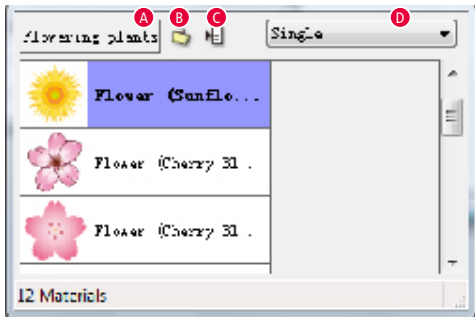 A B C D
Flowering plants Single
Flower (Sunflo...
Flower (Cherry Bl .
Flower (Cherry Bl .
12 Materials